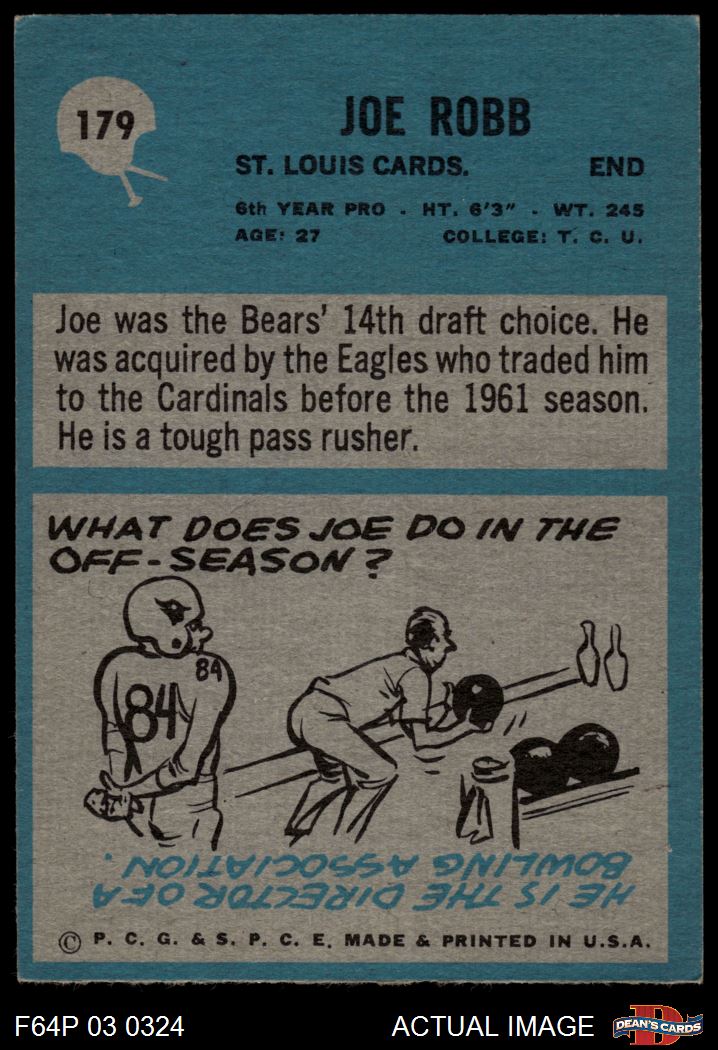 179
JOE ROBB
ST. LOUIS CARDS. END
6th YEAR PRO - HT. 6'3" - WT. 245
AGE: 27 COLLEGE: T. C. U.
Joe was the Bears' 14th draft choice. He
was acquired by the Eagles who traded him
to the Cardinals before the 1961 season.
He is a tough pass rusher.
WHAT DOES JOE DO IN THE
OFF-SEASON?
84
84
HE IS THE DIRECTOR OF A
BOWLING ASSOCIATION.
© P. C. G. & S. P. C. E. MADE & PRINTED IN U.S.A.
F64P 03 0324 ACTUAL IMAGE D DEAN'S CARDS